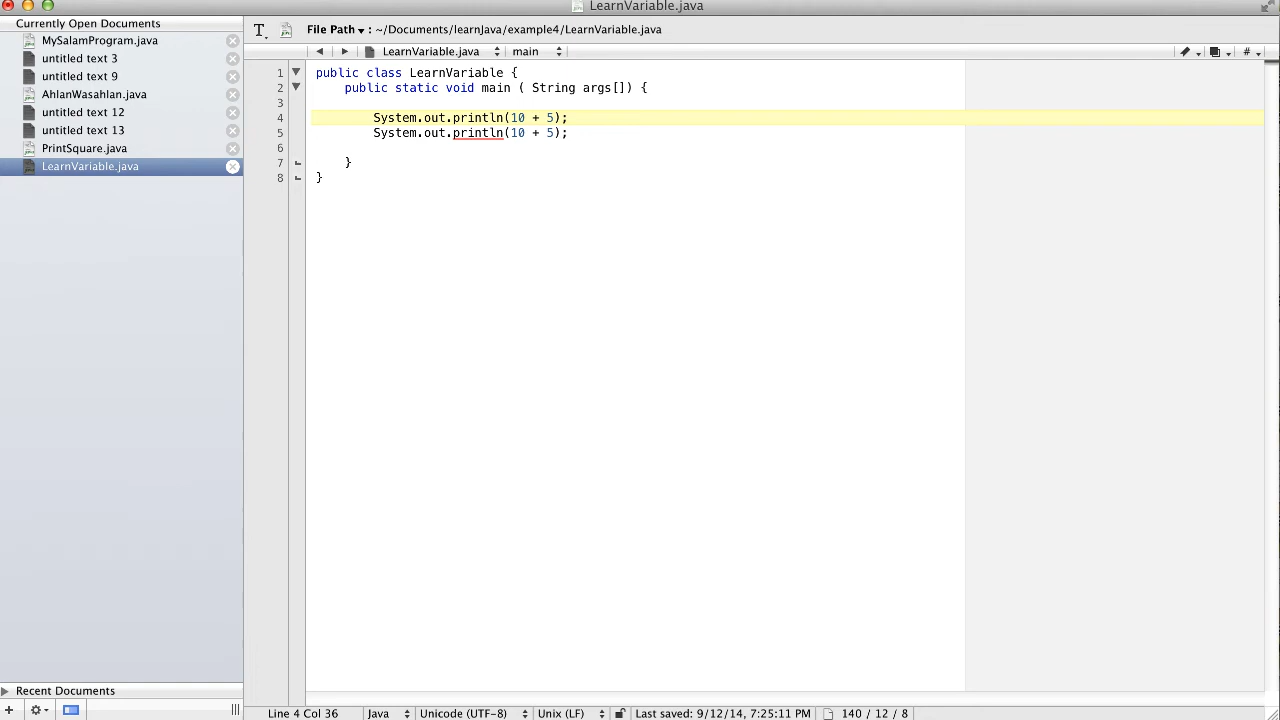 LearnVariable.java
Currently Open Documents
MySalamProgram.java
untitled text 3
untitled text 9
AhlanWasahlan.java
untitled text 12
untitled text 13
PrintSquare.java
LearnVariable.java
Recent Documents
File Path : ~/Documents/learnJava/example4/LearnVariable.java
LearnVariable.java main #
1 public class LearnVariable {
2 public static void main ( String args[]) {
3
4 System.out.println(10 + 5);
5 System.out.println(10 + 5);
6
7 }
8 }
Line 4 Col 36 Java Unicode (UTF-8) Unix (LF) Last saved: 9/12/14, 7:25:11 PM 140 / 12 / 8